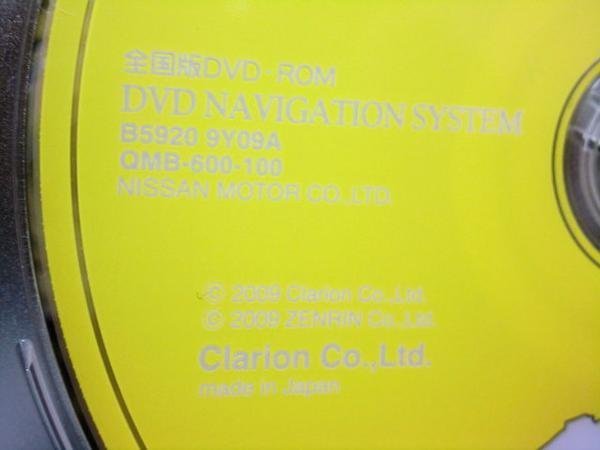 全国版DVD-ROM
DVD NAVIGATION SYSTEM
B5920 9Y09A
QMB-600-100
NISSAN MOTOR CO.,LTD.
© 2009 Clarion Co.,Ltd.
© 2009 ZENRIN Co.,Ltd.
Clarion Co.,Ltd.
made in Japan